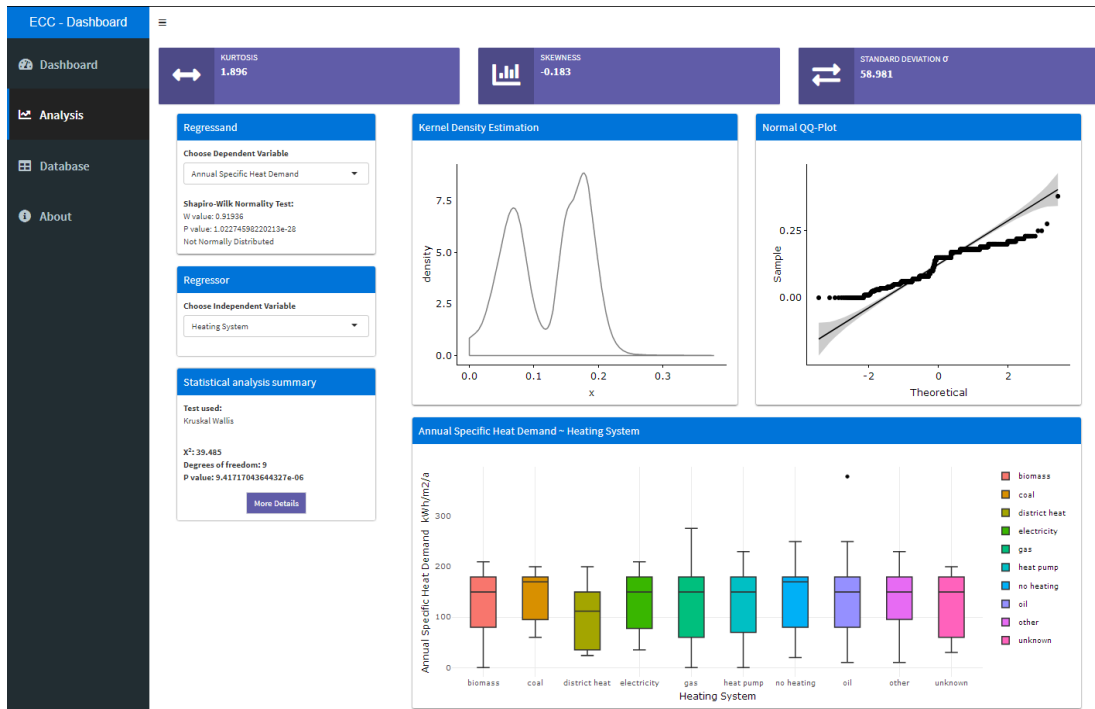 ECC - Dashboard
Dashboard
Analysis
Database
About
KURTOSIS
1.896
SKEWNESS
-0.183
STANDARD DEVIATION σ
58.981
Regressand
Choose Dependent Variable
Annual Specific Heat Demand
Shapiro-Wilk Normality Test:
W value: 0.91936
P value: 1.02274598220213e-28
Not Normally Distributed
Regressor
Choose Independent Variable
Heating System
Statistical analysis summary
Test used:
Kruskal Wallis
X²: 39.485
Degrees of freedom: 9
P value: 9.41717043644327e-06
More Details
Kernel Density Estimation
density
7.5
5.0
2.5
0.0
0.0 0.1 0.2 0.3
x
Normal QQ-Plot
Sample
0.25
0.00
-2 0 2
Theoretical
Annual Specific Heat Demand ~ Heating System
Annual Specific Heat Demand kWh/m2/a
300
200
100
0
biomass coal district heat electricity gas heat pump no heating oil other unknown
Heating System
biomass
coal
district heat
electricity
gas
heat pump
no heating
oil
other
unknown